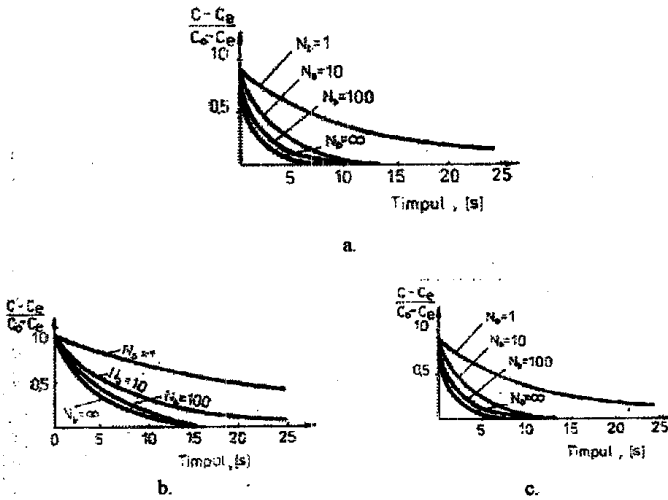 C - Ce
Co - Ce
1,0
0,5
Nb=1
Nb=10
Nb=100
Nb=∞
5 10 15 20 25
Timpul , [s]
a.
C - Ce
Co - Ce
1,0
0,5
Nb=1
Nb=10
Nb=100
Nb=∞
0 5 10 15 20 25
Timpul , [s]
b.
C - Ce
Co - Ce
1,0
0,5
Nb=1
Nb=10
Nb=100
Nb=∞
5 10 15 20 25
Timpul , [s]
c.